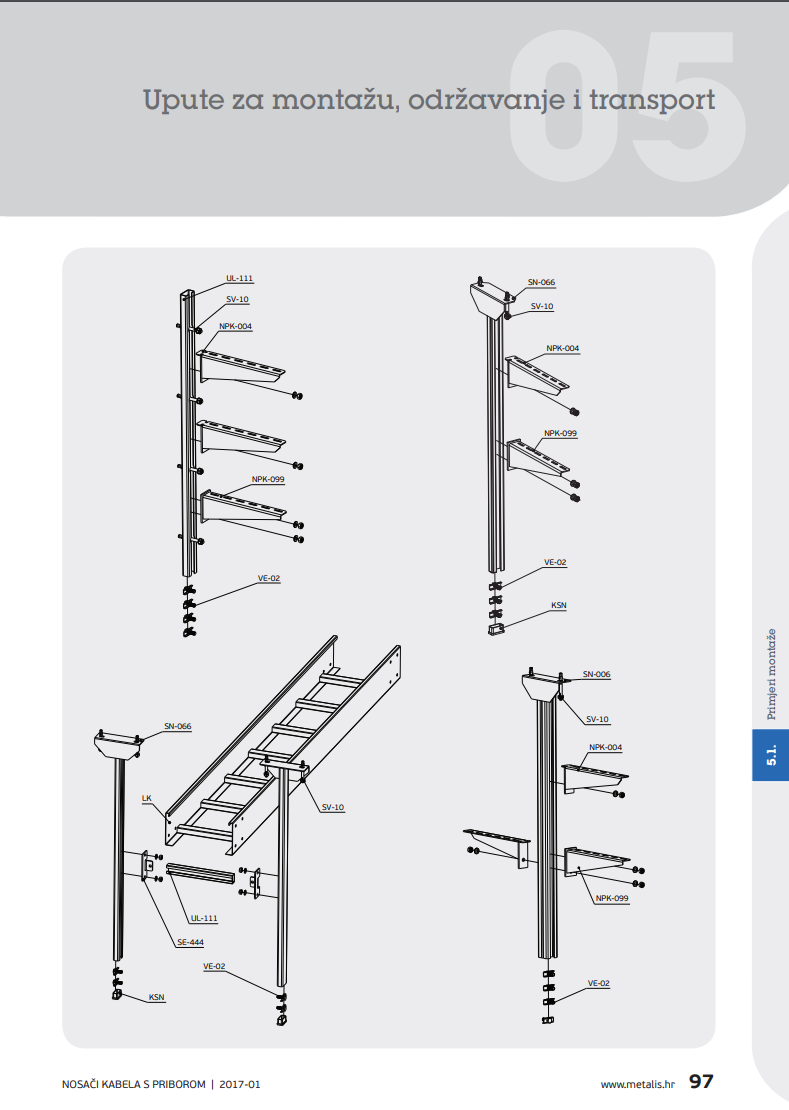 05
Upute za montažu, održavanje i transport
UL-111
SV-10
NPK-004
NPK-099
VE-02
SN-066
SV-10
NPK-004
NPK-099
VE-02
KSN
SN-066
LK
SV-10
UL-111
SE-444
VE-02
KSN
SN-006
SV-10
NPK-004
NPK-099
VE-02
Primjeri montaže
5.1.
NOSAČI KABELA S PRIBOROM | 2017-01
www.metalis.hr 97